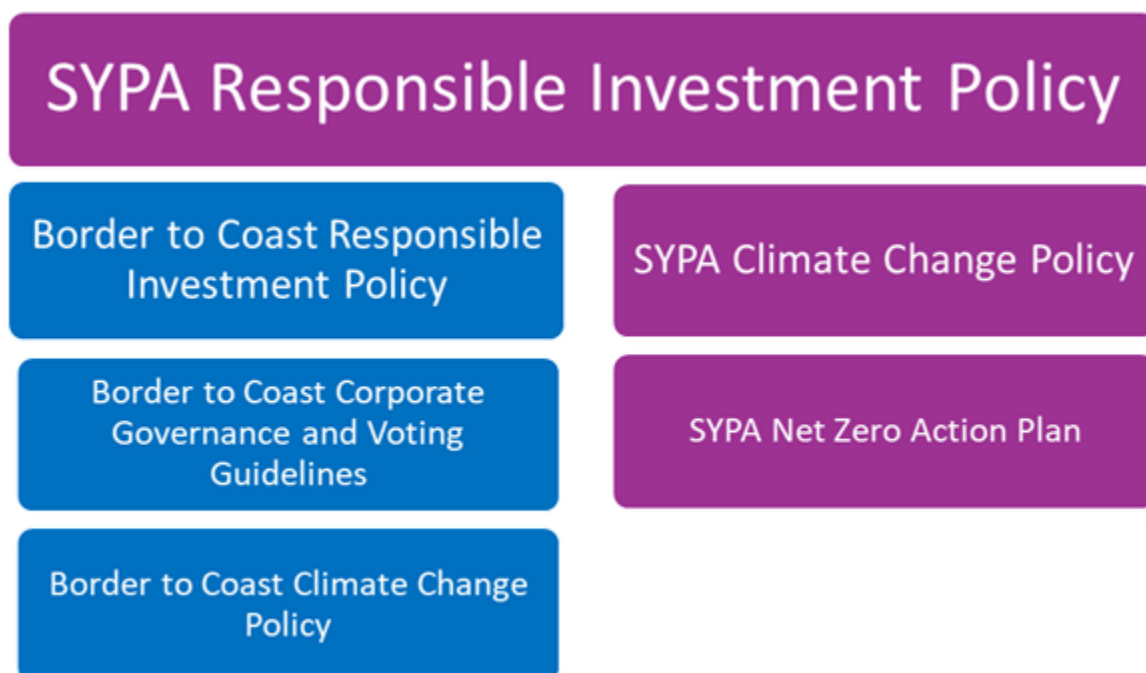 SYPA Responsible Investment Policy
Border to Coast Responsible
Investment Policy
SYPA Climate Change Policy
Border to Coast Corporate
Governance and Voting
Guidelines
SYPA Net Zero Action Plan
Border to Coast Climate Change
Policy